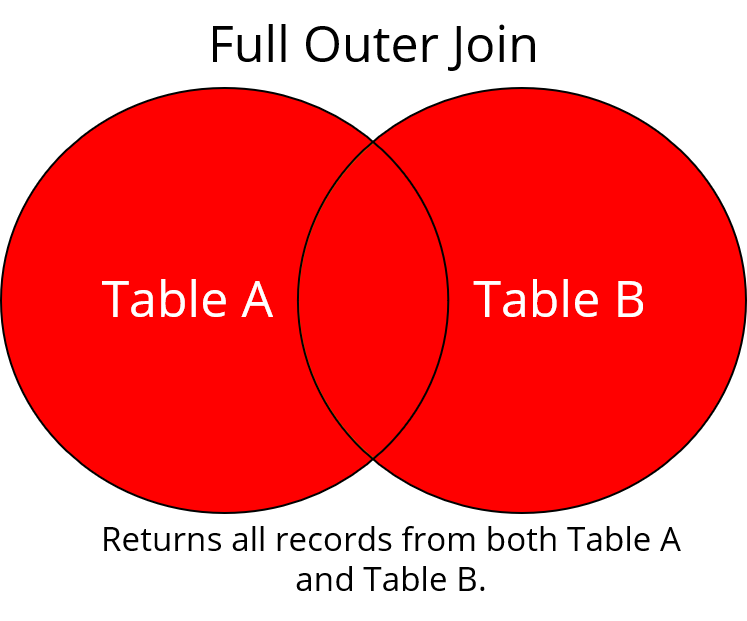 Full Outer Join
Table A
Table B
Returns all records from both Table A
and Table B.